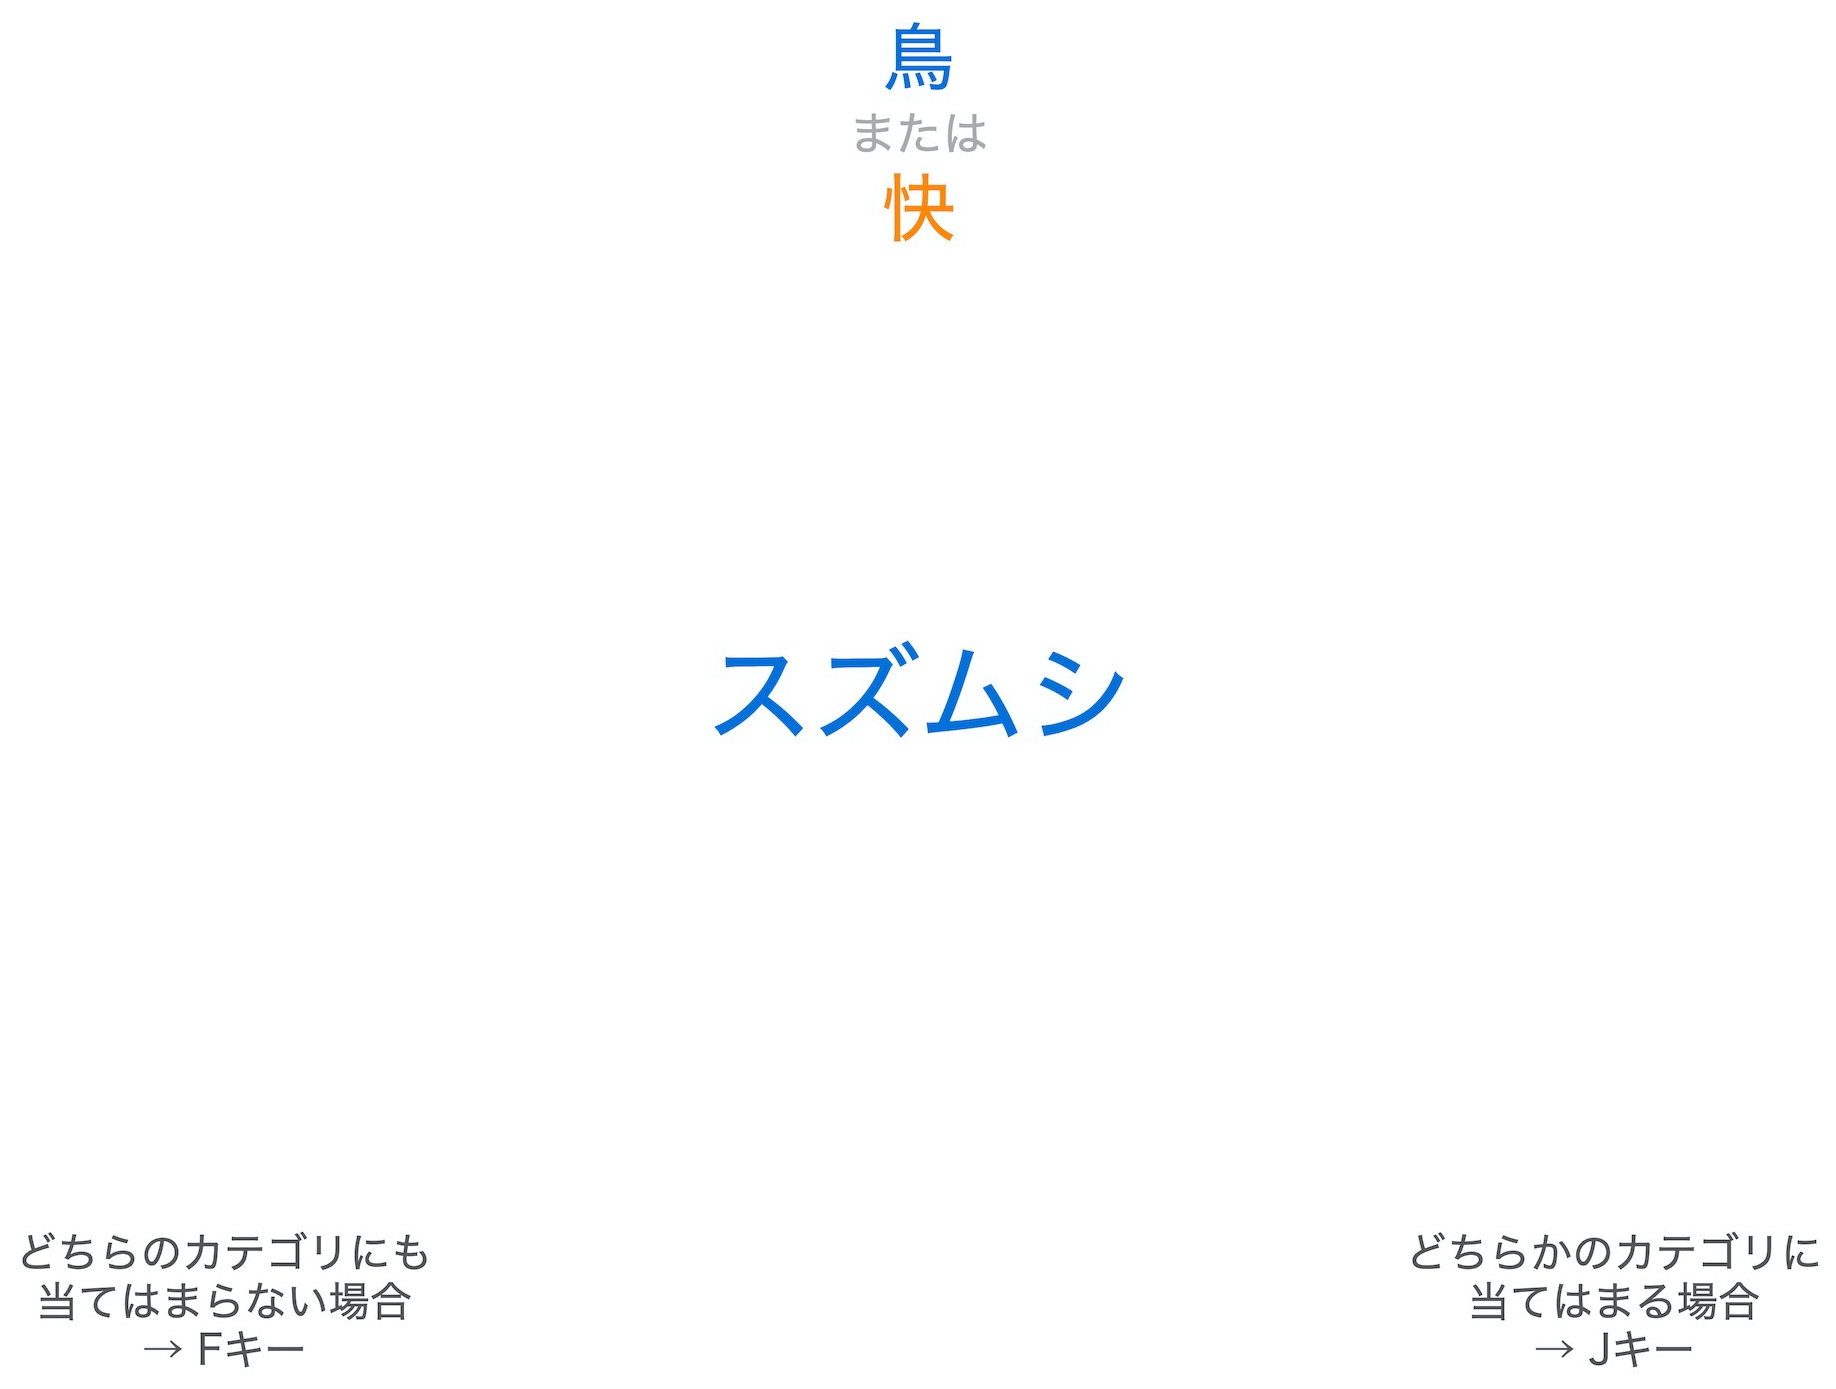 鳥
または
快
スズムシ
どちらのカテゴリにも
当てはまらない場合
→ Fキー
どちらかのカテゴリに
当てはまる場合
→ Jキー